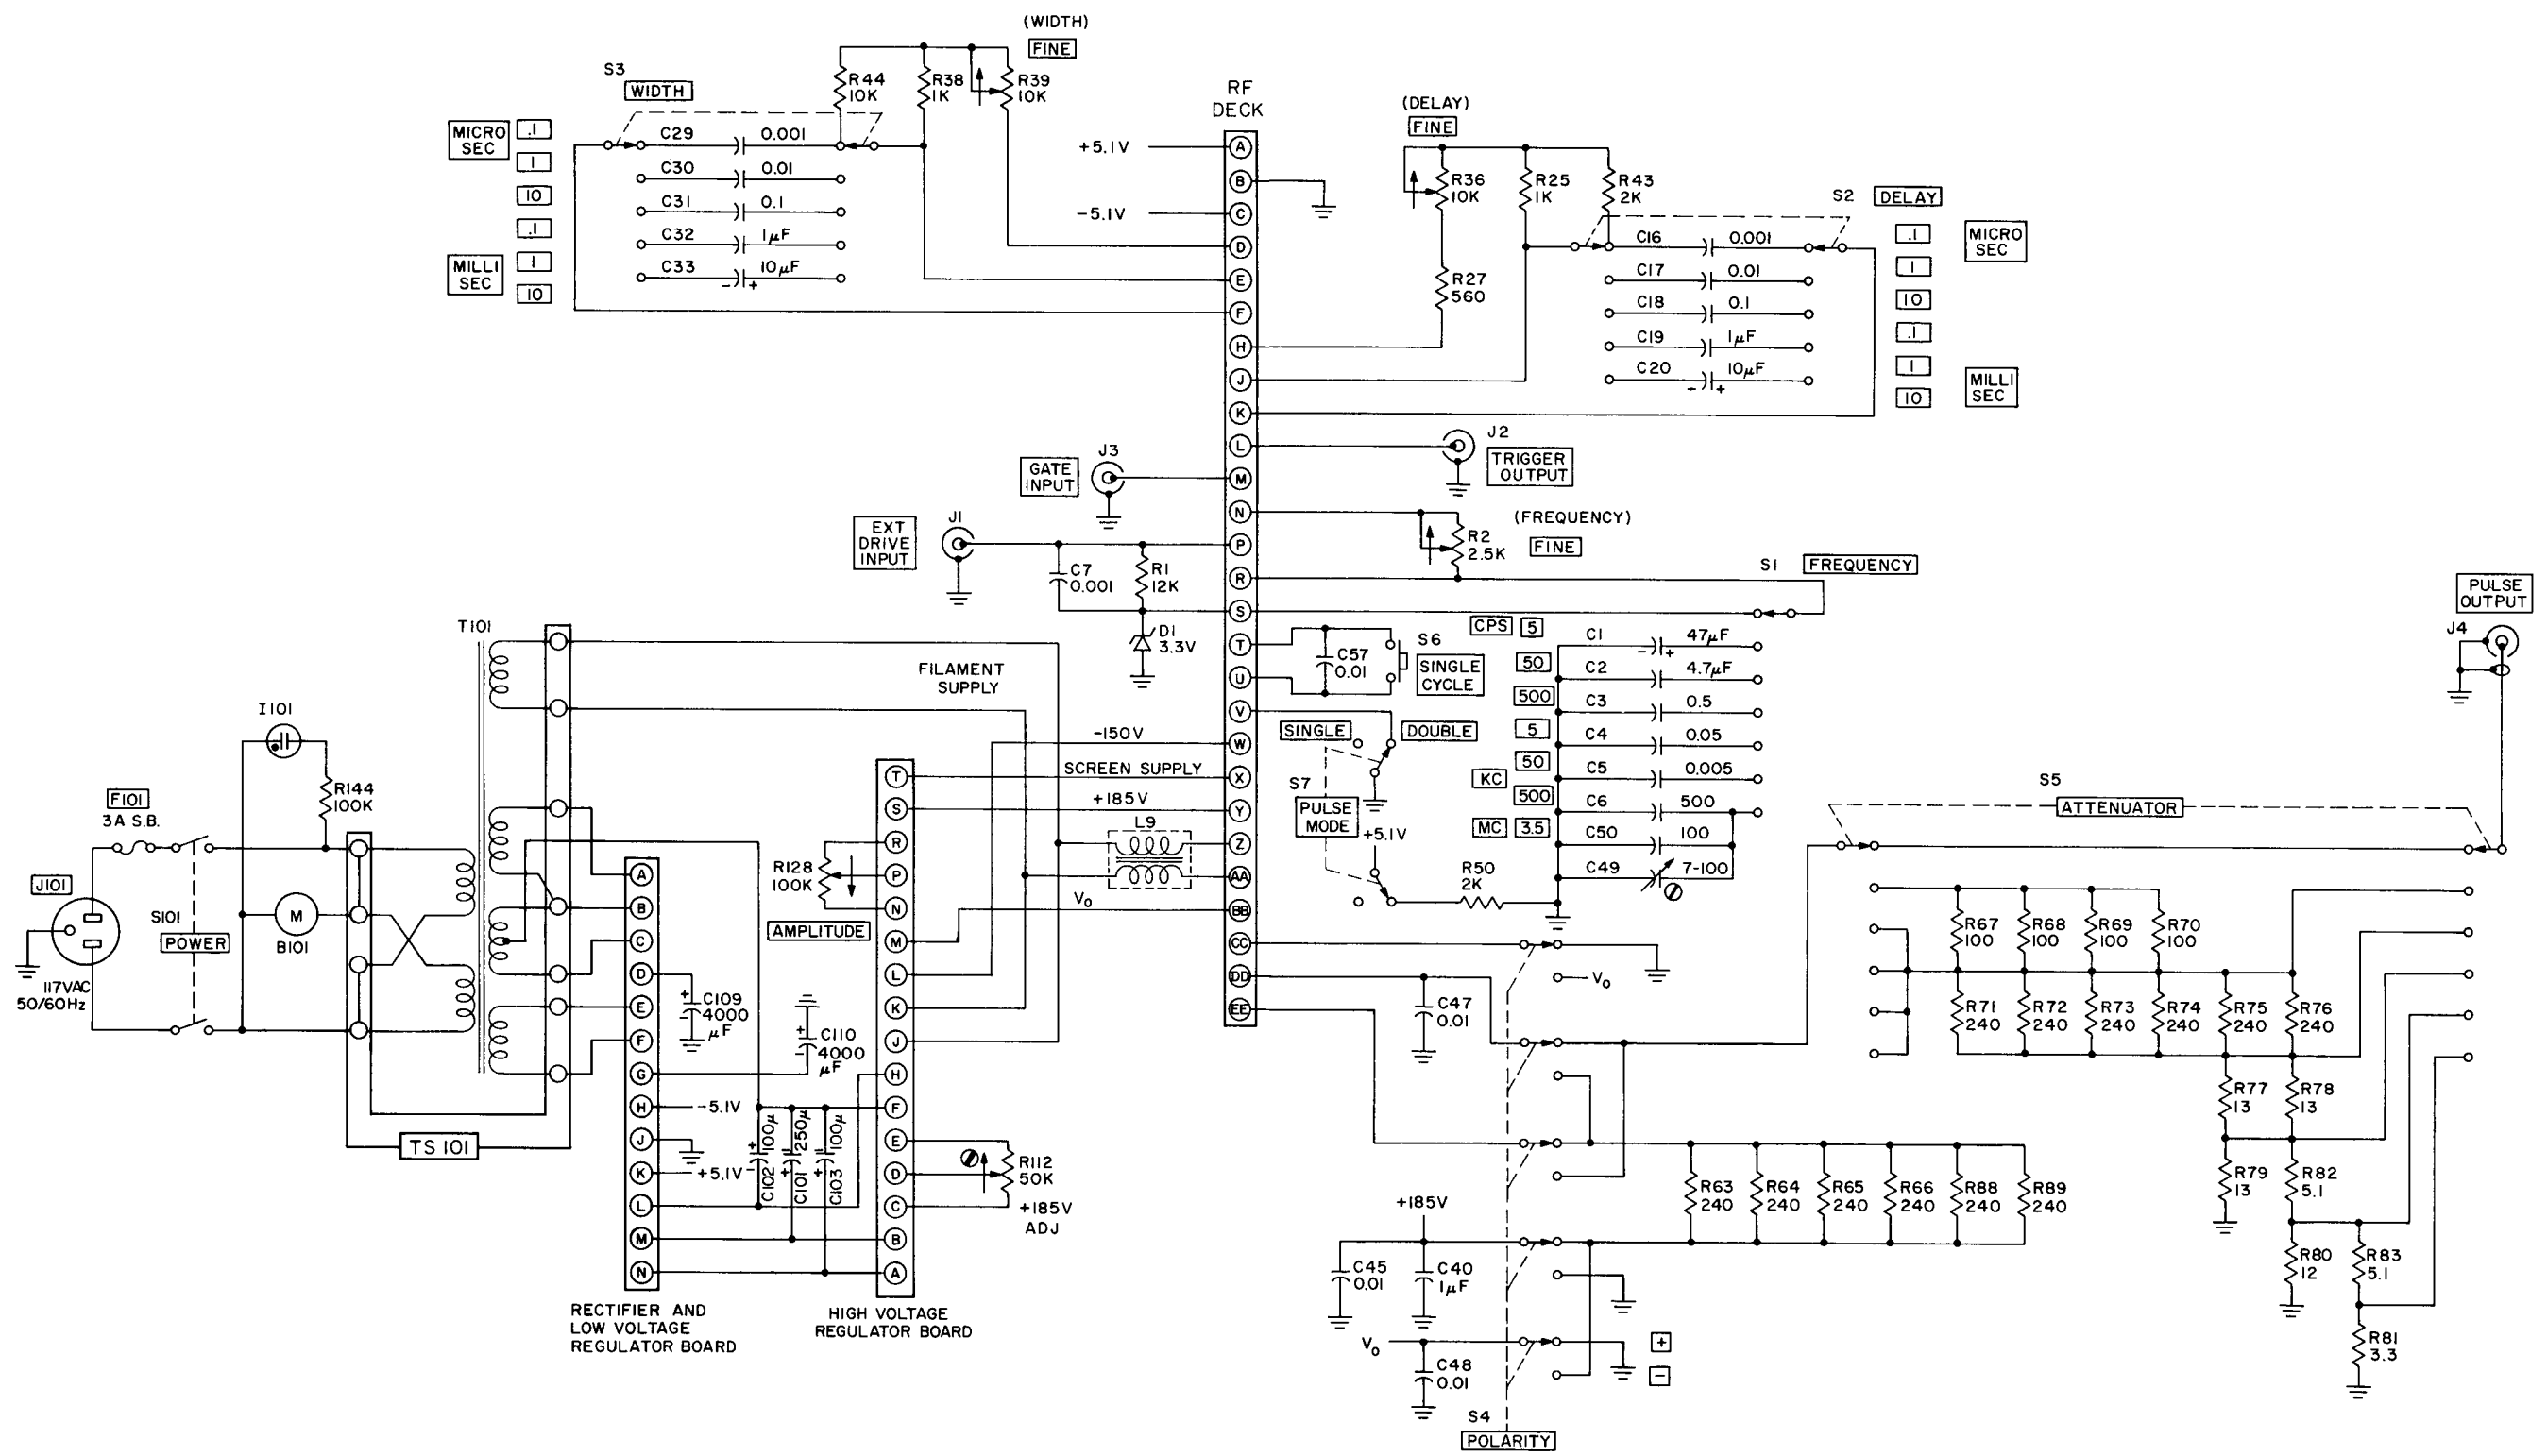 (WIDTH)
FINE
S3
WIDTH
R44
10K
R38
1K
R39
10K
MICRO
SEC
.1
1
10
.1
1
10
MILLI
SEC
C29 0.001
C30 0.01
C31 0.1
C32 1µF
C33 10µF
- +
RF
DECK
+5.1V
-5.1V
A
B
C
D
E
F
H
J
K
L
M
N
P
R
S
T
U
V
W
X
Y
Z
AA
BB
CC
DD
EE
(DELAY)
FINE
R36
10K
R25
1K
R43
2K
R27
560
S2
DELAY
C16 0.001
C17 0.01
C18 0.1
C19 1µF
C20 10µF
- +
.1
1
10
.1
1
10
MICRO
SEC
MILLI
SEC
J3
GATE
INPUT
J2
TRIGGER
OUTPUT
J1
EXT
DRIVE
INPUT
C7
0.001
R1
12K
D1
3.3V
(FREQUENCY)
FINE
R2
2.5K
S1
FREQUENCY
CPS
5
50
500
5
50
500
KC
MC
3.5
C1 47µF
- +
C2 4.7µF
C3 0.5
C4 0.05
C5 0.005
C6 500
C50 100
C49 7-100
C57
0.01
S6
SINGLE
CYCLE
SINGLE
DOUBLE
S7
PULSE
MODE
+5.1V
R50
2K
PULSE
OUTPUT
J4
S5
ATTENUATOR
R67
100
R68
100
R69
100
R70
100
R71
240
R72
240
R73
240
R74
240
R75
240
R76
240
R77
13
R78
13
R79
13
R82
5.1
R80
12
R83
5.1
R81
3.3
T101
FILAMENT
SUPPLY
-150V
SCREEN SUPPLY
+185V
L9
V0
I101
R144
100K
F101
3A S.B.
J101
117VAC
50/60Hz
S101
POWER
M
B101
TS 101
A
B
C
D
E
F
G
H
J
K
L
M
N
C109
4000
µF
+
-
C110
4000
µF
+
-
-5.1V
+5.1V
C102 100µ
+
-
C101 250µ
-
+
C103 100µ
-
+
RECTIFIER AND
LOW VOLTAGE
REGULATOR BOARD
T
S
R
P
N
M
L
K
J
H
F
E
D
C
B
A
R128
100K
AMPLITUDE
R112
50K
+185V
ADJ
HIGH VOLTAGE
REGULATOR BOARD
V0
C47
0.01
R63
240
R64
240
R65
240
R66
240
R88
240
R89
240
+185V
C45
0.01
C40
1µF
V0
C48
0.01
+
-
S4
POLARITY